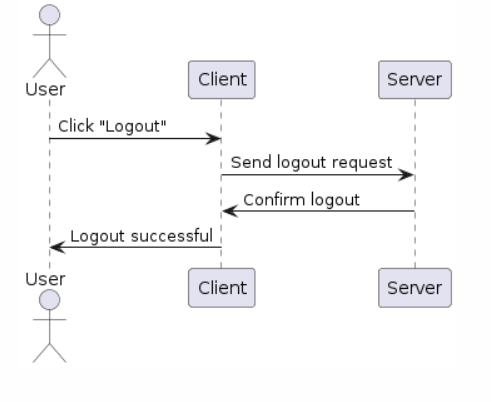 User
Client
Server
Click "Logout"
Send logout request
Confirm logout
Logout successful
User
Client
Server